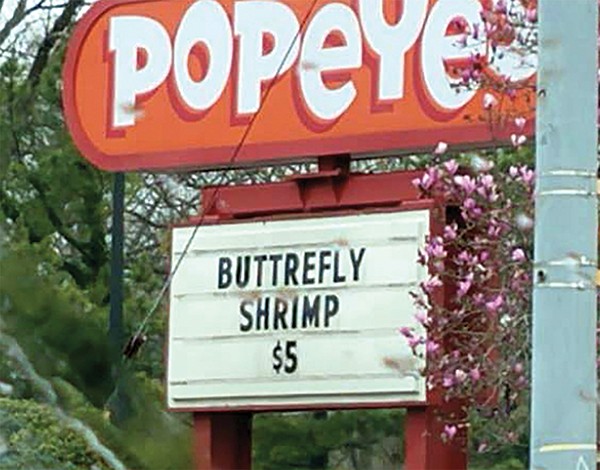 POPEYE
BUTTREFLY
SHRIMP
$5